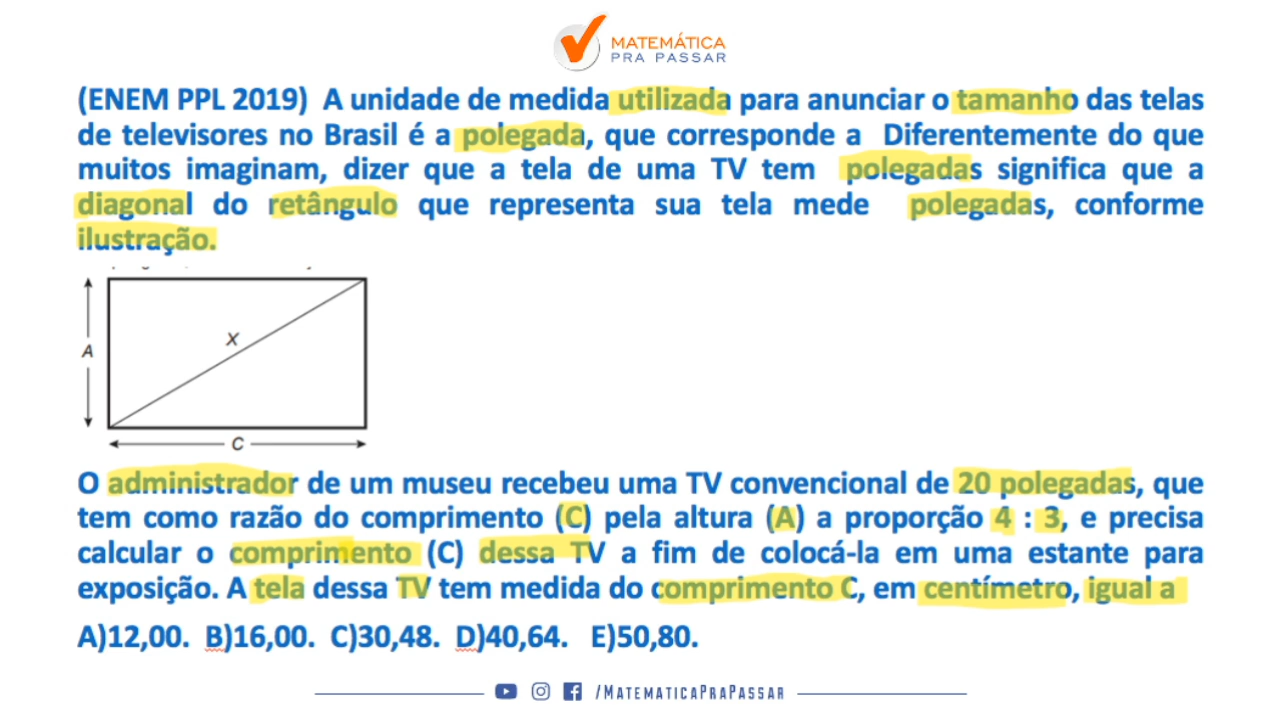 MATEMÁTICA
PRA PASSAR
(ENEM PPL 2019) A unidade de medida utilizada para anunciar o tamanho das telas
de televisores no Brasil é a polegada, que corresponde a Diferentemente do que
muitos imaginam, dizer que a tela de uma TV tem polegadas significa que a
diagonal do retângulo que representa sua tela mede polegadas, conforme
ilustração.
X
A
C
O administrador de um museu recebeu uma TV convencional de 20 polegadas, que
tem como razão do comprimento (C) pela altura (A) a proporção 4 : 3, e precisa
calcular o comprimento (C) dessa TV a fim de colocá-la em uma estante para
exposição. A tela dessa TV tem medida do comprimento C, em centímetro, igual a
A)12,00. B)16,00. C)30,48. D)40,64. E)50,80.
/MATEMATICAPRAPASSAR